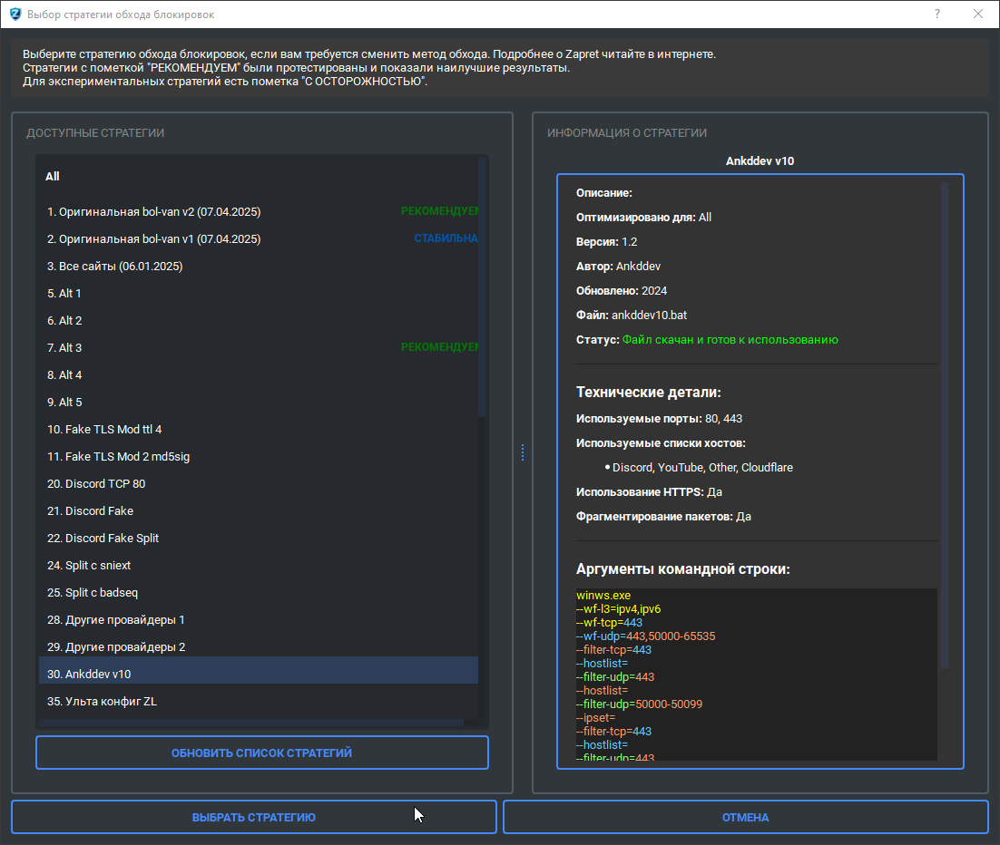 Выбор стратегии обхода блокировок
?
Выберите стратегию обхода блокировок, если вам требуется сменить метод обхода. Подробнее о Zapret читайте в интернете.
Стратегии с пометкой "РЕКОМЕНДУЕМ" были протестированы и показали наилучшие результаты.
Для экспериментальных стратегий есть пометка "С ОСТОРОЖНОСТЬЮ".
ДОСТУПНЫЕ СТРАТЕГИИ
All
1. Оригинальная bol-van v2 (07.04.2025) РЕКОМЕНДУЕМ
2. Оригинальная bol-van v1 (07.04.2025) СТАБИЛЬНА
3. Все сайты (06.01.2025)
5. Alt 1
6. Alt 2
7. Alt 3 РЕКОМЕНДУЕМ
8. Alt 4
9. Alt 5
10. Fake TLS Mod ttl 4
11. Fake TLS Mod 2 md5sig
20. Discord TCP 80
21. Discord Fake
22. Discord Fake Split
24. Split с sniext
25. Split с badseq
28. Другие провайдеры 1
29. Другие провайдеры 2
30. Ankddev v10
35. Ульта конфиг ZL
ОБНОВИТЬ СПИСОК СТРАТЕГИЙ
ИНФОРМАЦИЯ О СТРАТЕГИИ
Ankddev v10
Описание:
Оптимизировано для: All
Версия: 1.2
Автор: Ankddev
Обновлено: 2024
Файл: ankddev10.bat
Статус: Файл скачан и готов к использованию
Технические детали:
Используемые порты: 80, 443
Используемые списки хостов:
• Discord, YouTube, Other, Cloudflare
Использование HTTPS: Да
Фрагментирование пакетов: Да
Аргументы командной строки:
winws.exe
--wf-l3=ipv4,ipv6
--wf-tcp=443
--wf-udp=443,50000-65535
--filter-tcp=443
--hostlist=
--filter-udp=443
--hostlist=
--filter-udp=50000-50099
--ipset=
--filter-tcp=443
--hostlist=
--filter-udp=443
ВЫБРАТЬ СТРАТЕГИЮ
ОТМЕНА